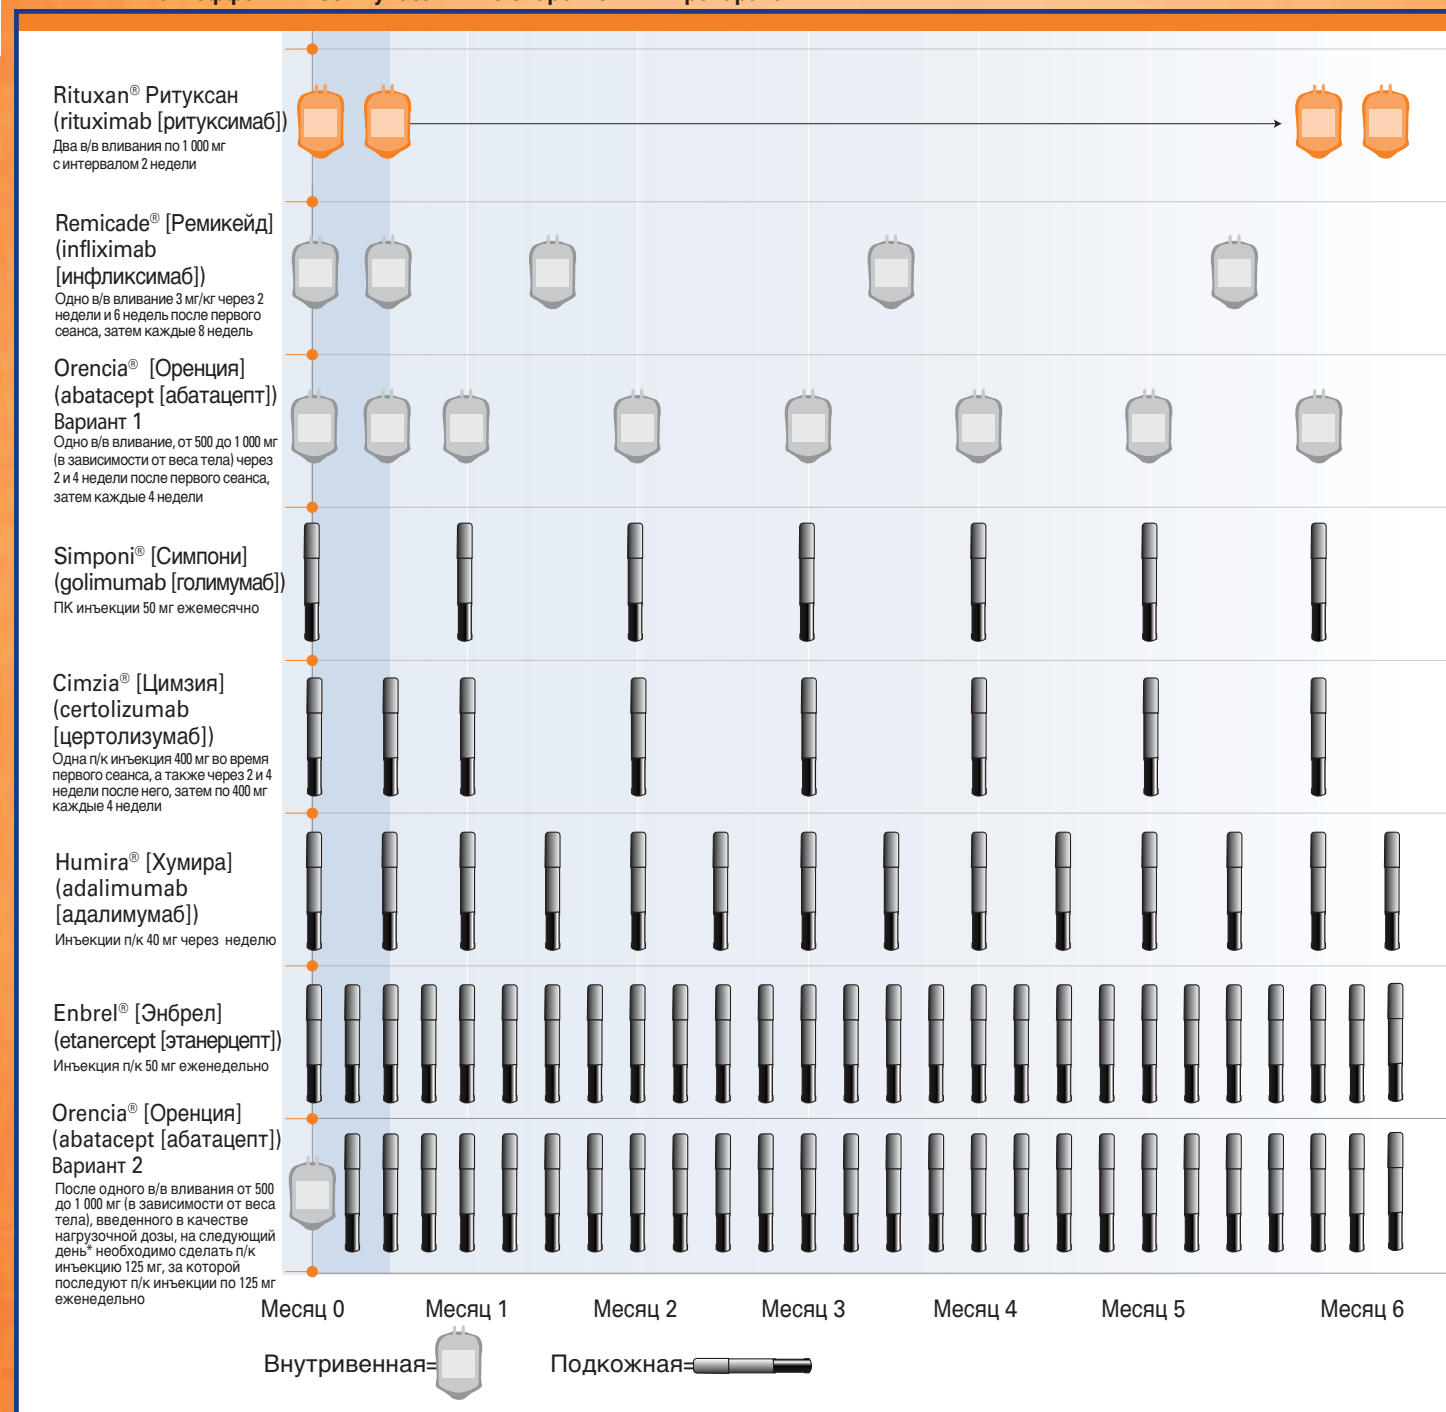 Rituxan® Ритуксан
(rituximab [ритуксимаб])
Два в/в вливания по 1 000 мг
с интервалом 2 недели
Remicade® [Ремикейд]
(infliximab
[инфликсимаб])
Одно в/в вливание 3 мг/кг через 2
недели и 6 недель после первого
сеанса, затем каждые 8 недель
Orencia® [Оренция]
(abatacept [абатацепт])
Вариант 1
Одно в/в вливание, от 500 до 1 000 мг
(в зависимости от веса тела) через
2 и 4 недели после первого сеанса,
затем каждые 4 недели
Simponi® [Симпони]
(golimumab [голимумаб])
ПК инъекции 50 мг ежемесячно
Cimzia® [Цимзия]
(certolizumab
[цертолизумаб])
Одна п/к инъекция 400 мг во время
первого сеанса, а также через 2 и 4
недели после него, затем по 400 мг
каждые 4 недели
Humira® [Хумира]
(adalimumab
[адалимумаб])
Инъекции п/к 40 мг через неделю
Enbrel® [Энбрел]
(etanercept [этанерцепт])
Инъекция п/к 50 мг еженедельно
Orencia® [Оренция]
(abatacept [абатацепт])
Вариант 2
После одного в/в вливания от 500
до 1 000 мг (в зависимости от веса
тела), введенного в качестве
нагрузочной дозы, на следующий
день* необходимо сделать п/к
инъекцию 125 мг, за которой
последуют п/к инъекции по 125 мг
еженедельно
Месяц 0 Месяц 1 Месяц 2 Месяц 3 Месяц 4 Месяц 5 Месяц 6
Внутривенная= Подкожная=